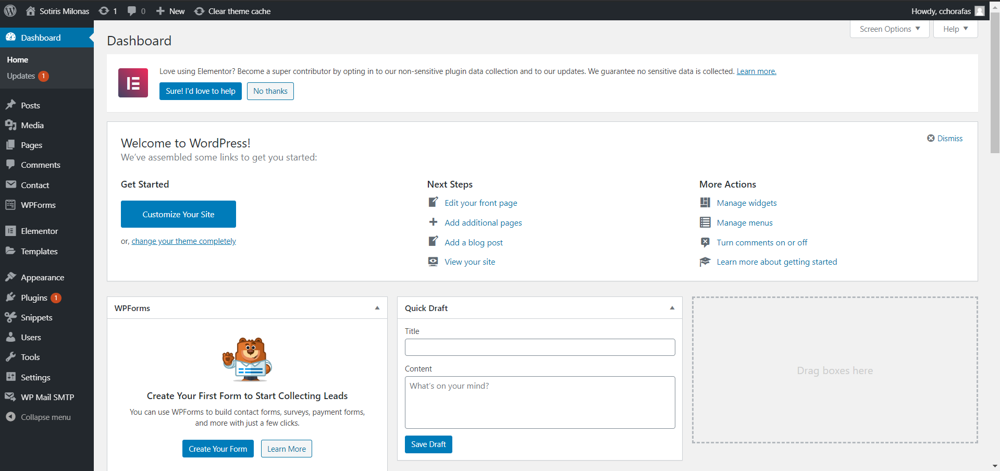 Sotiris Milonas 1 0 New Clear theme cache Howdy, cchorafas
Screen Options Help
Dashboard
Home
Updates 1
Posts
Media
Pages
Comments
Contact
WPForms
Elementor
Templates
Appearance
Plugins 1
Snippets
Users
Tools
Settings
WP Mail SMTP
Collapse menu
Dashboard
Love using Elementor? Become a super contributor by opting in to our non-sensitive plugin data collection and to our updates. We guarantee no sensitive data is collected. Learn more.
Sure! I'd love to help No thanks
Welcome to WordPress!
Dismiss
We’ve assembled some links to get you started:
Get Started
Customize Your Site
or, change your theme completely
Next Steps
Edit your front page
Add additional pages
Add a blog post
View your site
More Actions
Manage widgets
Manage menus
Turn comments on or off
Learn more about getting started
WPForms
Create Your First Form to Start Collecting Leads
You can use WPForms to build contact forms, surveys, payment forms,
and more with just a few clicks.
Create Your Form Learn More
Quick Draft
Title
Content
What’s on your mind?
Save Draft
Drag boxes here